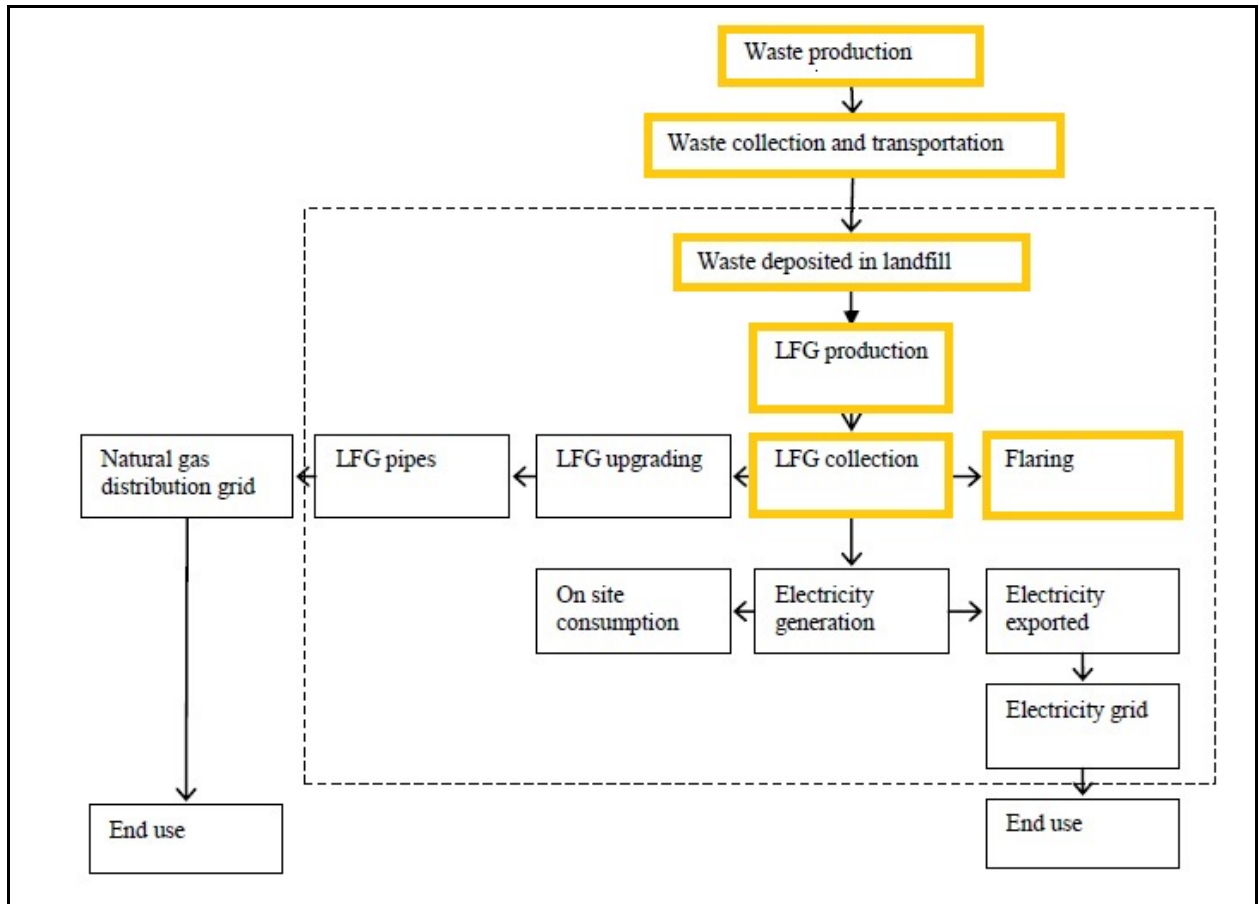 Waste production
Waste collection and transportation
Waste deposited in landfill
LFG production
Natural gas
distribution grid
LFG pipes
LFG upgrading
LFG collection
Flaring
On site
consumption
Electricity
generation
Electricity
exported
Electricity grid
End use
End use